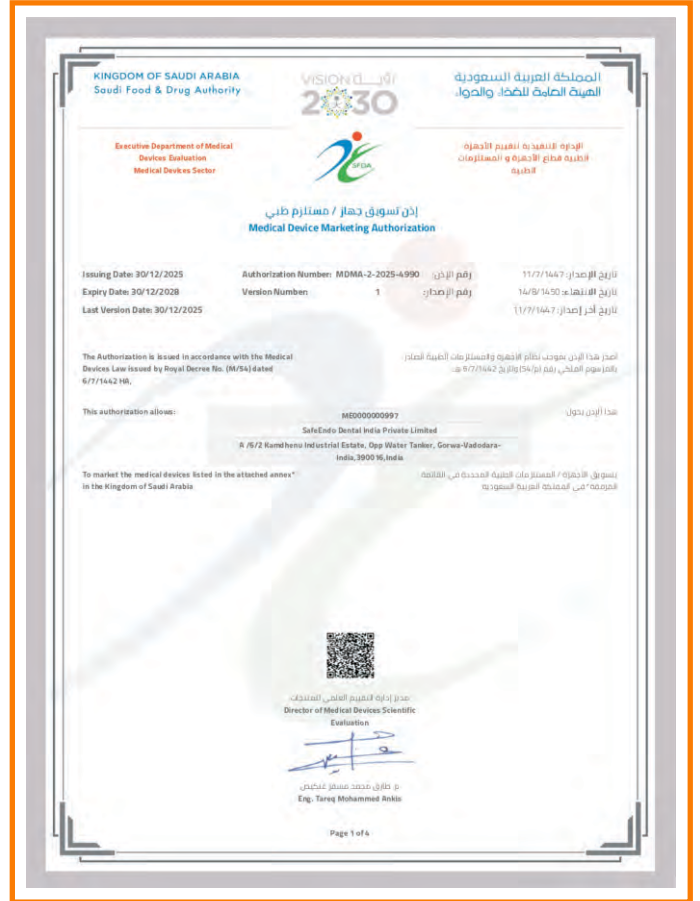 KINGDOM OF SAUDI ARABIA
Saudi Food & Drug Authority
VISION رؤيـــة
2030
المملكة العربية السعودية
الهيئة العامة للغذاء والدواء
Executive Department of Medical
Devices Evaluation
Medical Devices Sector
SFDA
الإدارة التنفيذية لتقييم الأجهزة
الطبية قطاع الأجهزة و المستلزمات
الطبية
إذن تسويق جهاز / مستلزم طبي
Medical Device Marketing Authorization
Issuing Date: 30/12/2025
Authorization Number: MDMA-2-2025-4990
رقم الإذن:
تاريخ الإصدار: 11/7/1447
Expiry Date: 30/12/2028
Version Number: 1
رقم الإصدار:
تاريخ الانتهاء: 14/8/1450
Last Version Date: 30/12/2025
تاريخ أخر إصدار: 11/7/1447
The Authorization is issued in accordance with the Medical
Devices Law issued by Royal Decree No. (M/54) dated
6/7/1442 HA,
أصدر هذا الإذن بموجب نظام الأجهزة والمستلزمات الطبية الصادر
بالمرسوم الملكي رقم (م/54) والتاريخ 6/7/1442 هـ.
This authorization allows:
هذا الإذن يخول
ME0000000997
SafeEndo Dental India Private Limited
A /5/2 Kamdhenu Industrial Estate, Opp Water Tanker, Gorwa-Vadodara-
India,390016,India
To market the medical devices listed in the attached annex*
in the Kingdom of Saudi Arabia
بتسويق الأجهزة / المستلزمات الطبية المحددة في القائمة
المرفقة* في المملكة العربية السعودية
مدير إدارة التقييم العلمي للمنتجات
Director of Medical Devices Scientific
Evaluation
م طارق محمد مسفر عنكيص
Eng. Tareq Mohammed Ankis
Page 1 of 4